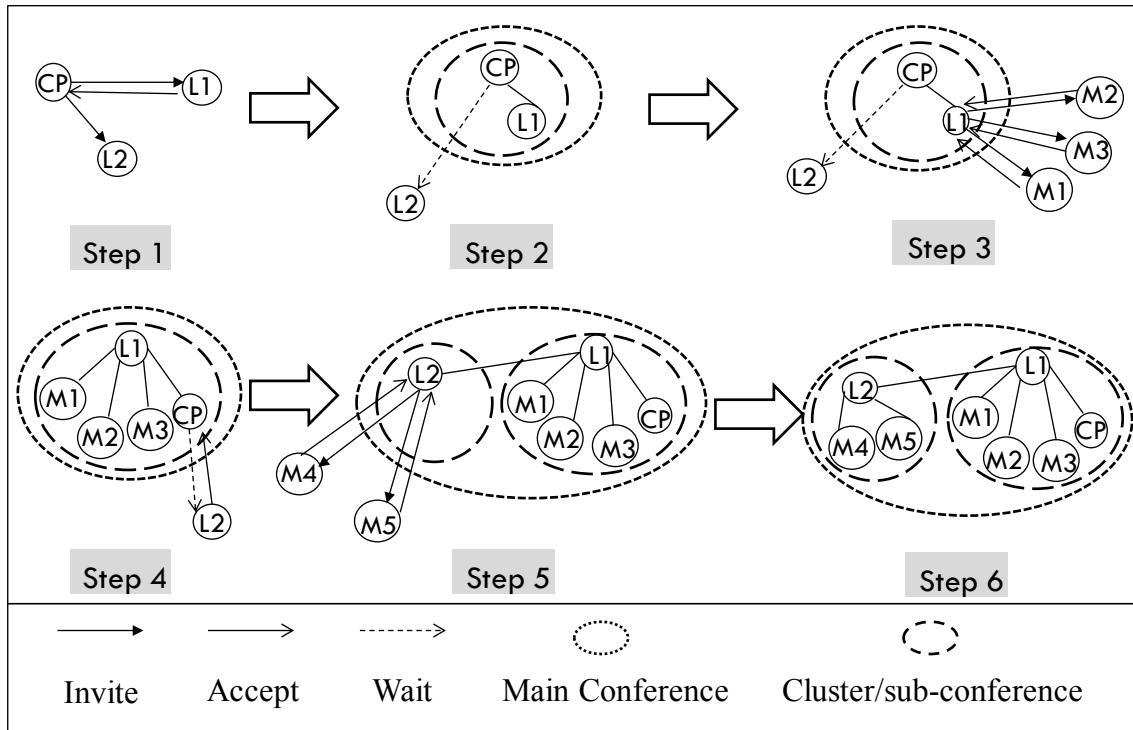 CP
L1
L2
Step 1
CP
L1
L2
Step 2
CP
L1
M2
M3
M1
L2
Step 3
L1
M1
M2
M3
CP
L2
Step 4
L2
L1
M1
M2
M3
CP
M4
M5
Step 5
L2
M4
M5
L1
M1
M2
M3
CP
Step 6
Invite
Accept
Wait
Main Conference
Cluster/sub-conference